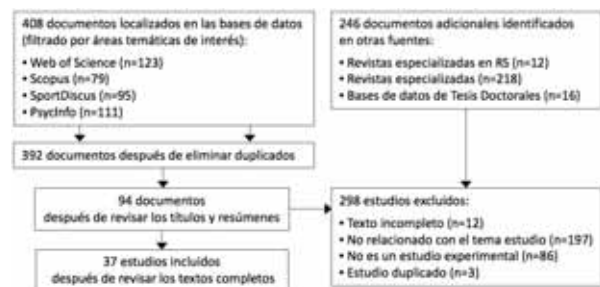 408 documentos localizados en las bases de datos
(filtrado por áreas temáticas de interés):
• Web of Science (n=123)
• Scopus (n=79)
• SportDiscus (n=95)
• PsycInfo (n=111)
246 documentos adicionales identificados
en otras fuentes:
• Revistas especializadas en RS (n=12)
• Revistas especializadas (n=218)
• Bases de datos de Tesis Doctorales (n=16)
392 documentos después de eliminar duplicados
94 documentos
después de revisar los títulos y resúmenes
298 estudios excluidos:
• Texto incompleto (n=12)
• No relacionado con el tema estudio (n=197)
• No es un estudio experimental (n=86)
• Estudio duplicado (n=3)
37 estudios incluidos
después de revisar los textos completos